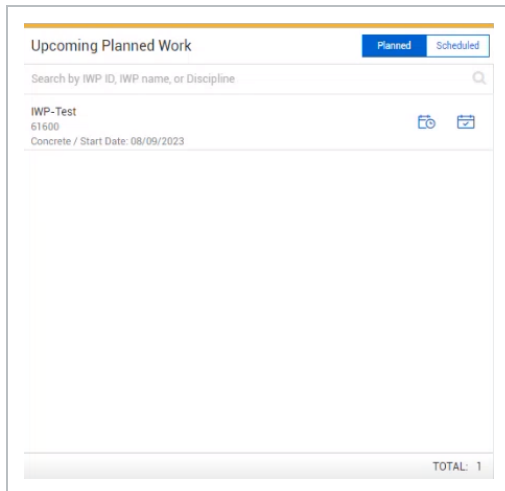 Upcoming Planned Work
Planned
Scheduled
Search by IWP ID, IWP name, or Discipline
IWP-Test
61600
Concrete / Start Date: 08/09/2023
TOTAL: 1